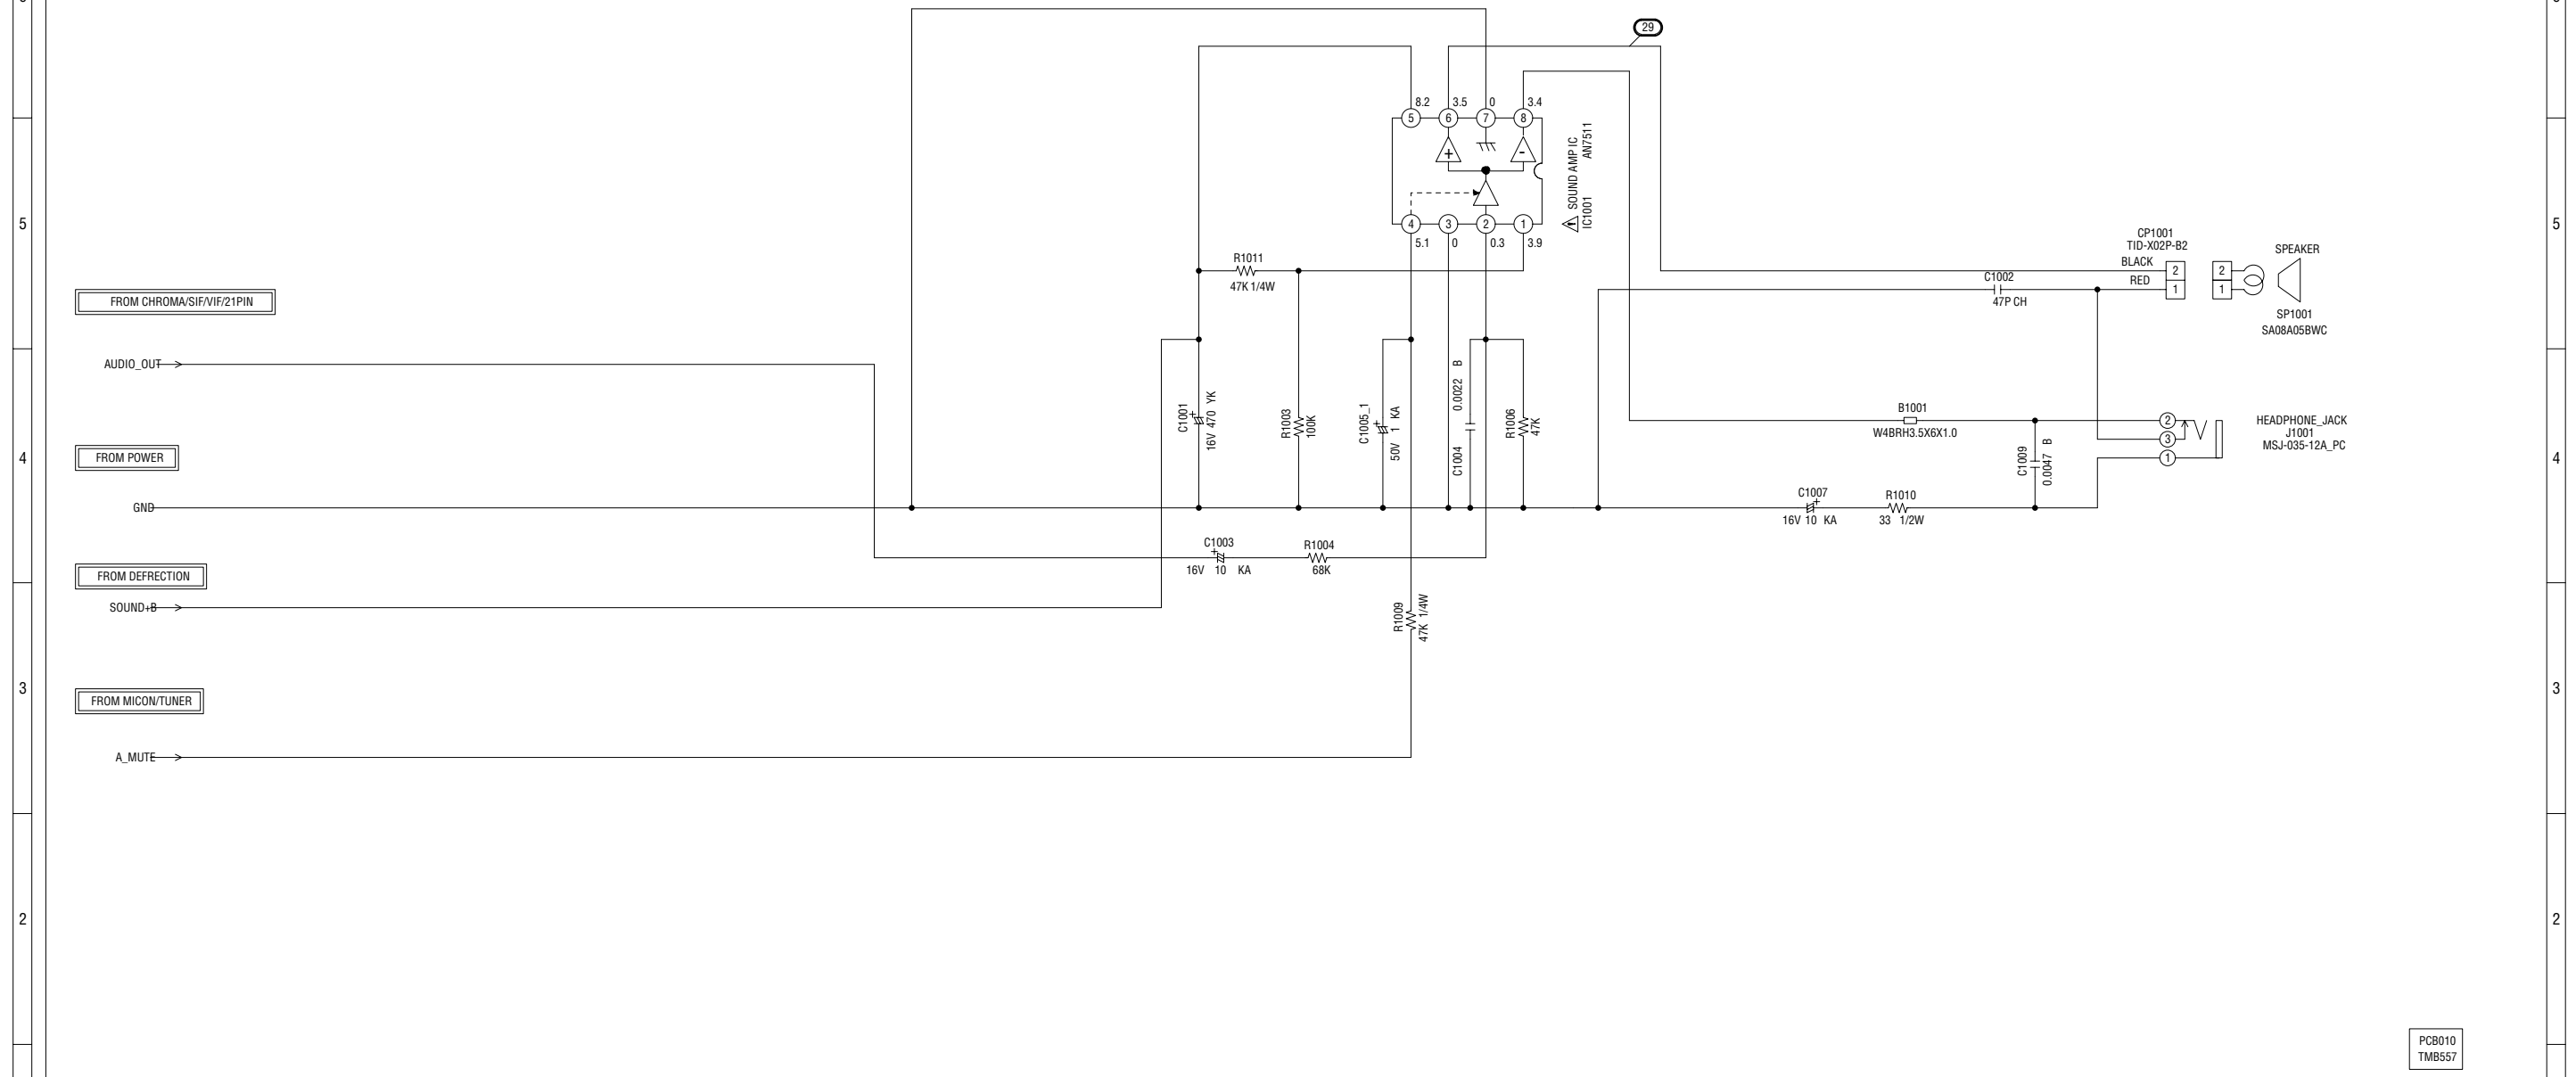 29
8.2 3.5 0 3.4
5 6 7 8
+ -
4 3 2 1
5.1 0 0.3 3.9
SOUND AMP IC
IC1001 AN7511
5 5
R1011
47K 1/4W
CP1001
TID-X02P-B2
BLACK
RED
2
1
2
1
SPEAKER
SP1001
SA08A05BWC
C1002
47P CH
FROM CHROMA/SIF/VIF/21PIN
AUDIO_OUT
C1001
16V 470 YK
R1003
100K
C1005_1
50V 1 KA
C1004
0.0022 B
R1006
47K
B1001
W4BRH3.5X6X1.0
C1009
0.0047 B
2
3
1
HEADPHONE_JACK
J1001
MSJ-035-12A_PC
4 4
FROM POWER
GND
C1007
16V 10 KA
R1010
33 1/2W
C1003
16V 10 KA
R1004
68K
FROM DEFRECTION
SOUND+B
R1009
47K 1/4W
3 3
FROM MICON/TUNER
A_MUTE
2 2
PCB010
TMB557